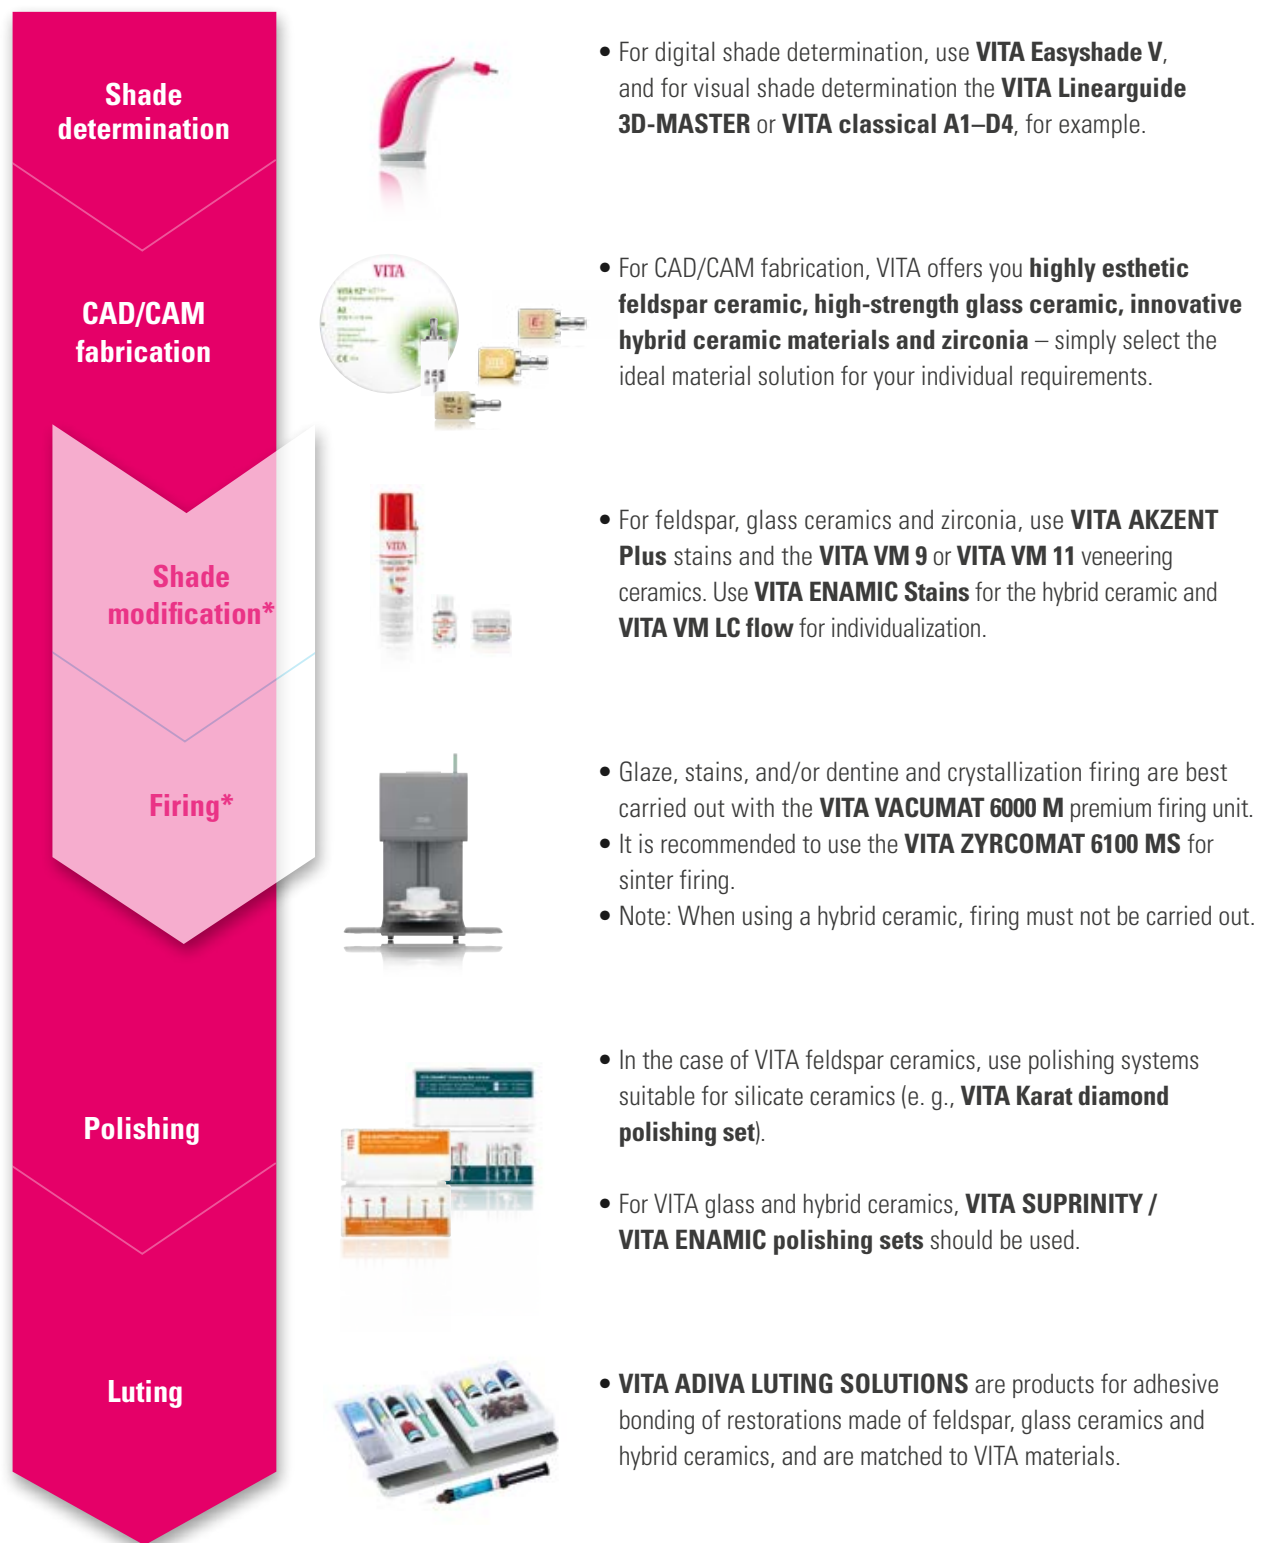 Shade
determination
• For digital shade determination, use VITA Easyshade V,
and for visual shade determination the VITA Linearguide
3D-MASTER or VITA classical A1–D4, for example.
CAD/CAM
fabrication
VITA
A2
• For CAD/CAM fabrication, VITA offers you highly esthetic
feldspar ceramic, high-strength glass ceramic, innovative
hybrid ceramic materials and zirconia – simply select the
ideal material solution for your individual requirements.
Shade
modification*
VITA
• For feldspar, glass ceramics and zirconia, use VITA AKZENT
Plus stains and the VITA VM 9 or VITA VM 11 veneering
ceramics. Use VITA ENAMIC Stains for the hybrid ceramic and
VITA VM LC flow for individualization.
Firing*
• Glaze, stains, and/or dentine and crystallization firing are best
carried out with the VITA VACUMAT 6000 M premium firing unit.
• It is recommended to use the VITA ZYRCOMAT 6100 MS for
sinter firing.
• Note: When using a hybrid ceramic, firing must not be carried out.
Polishing
VITA
• In the case of VITA feldspar ceramics, use polishing systems
suitable for silicate ceramics (e. g., VITA Karat diamond
polishing set).
• For VITA glass and hybrid ceramics, VITA SUPRINITY /
VITA ENAMIC polishing sets should be used.
Luting
• VITA ADIVA LUTING SOLUTIONS are products for adhesive
bonding of restorations made of feldspar, glass ceramics and
hybrid ceramics, and are matched to VITA materials.